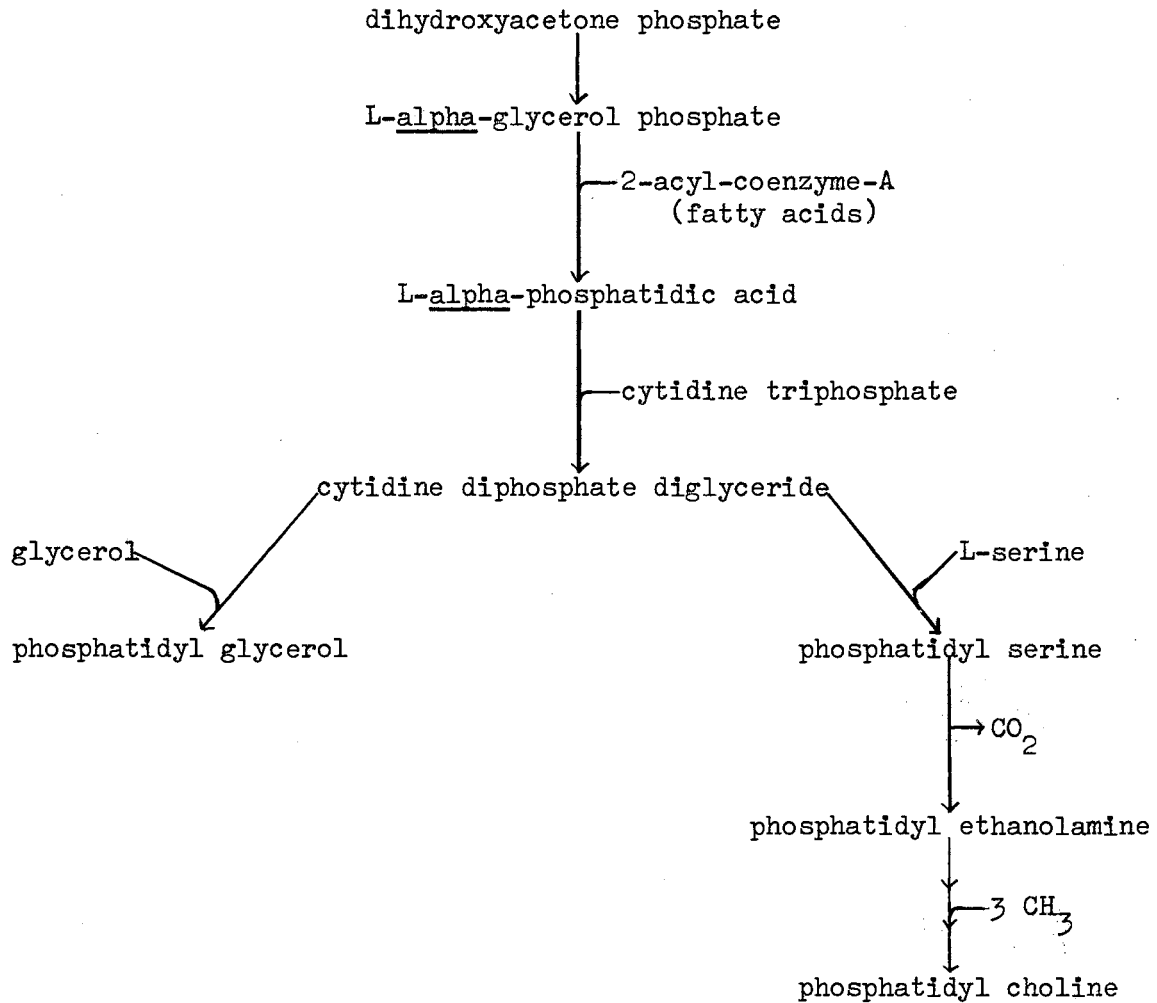 dihydroxyacetone phosphate
L-alpha-glycerol phosphate
2-acyl-coenzyme-A
(fatty acids)
L-alpha-phosphatidic acid
cytidine triphosphate
cytidine diphosphate diglyceride
glycerol
L-serine
phosphatidyl glycerol
phosphatidyl serine
CO2
phosphatidyl ethanolamine
3 CH3
phosphatidyl choline